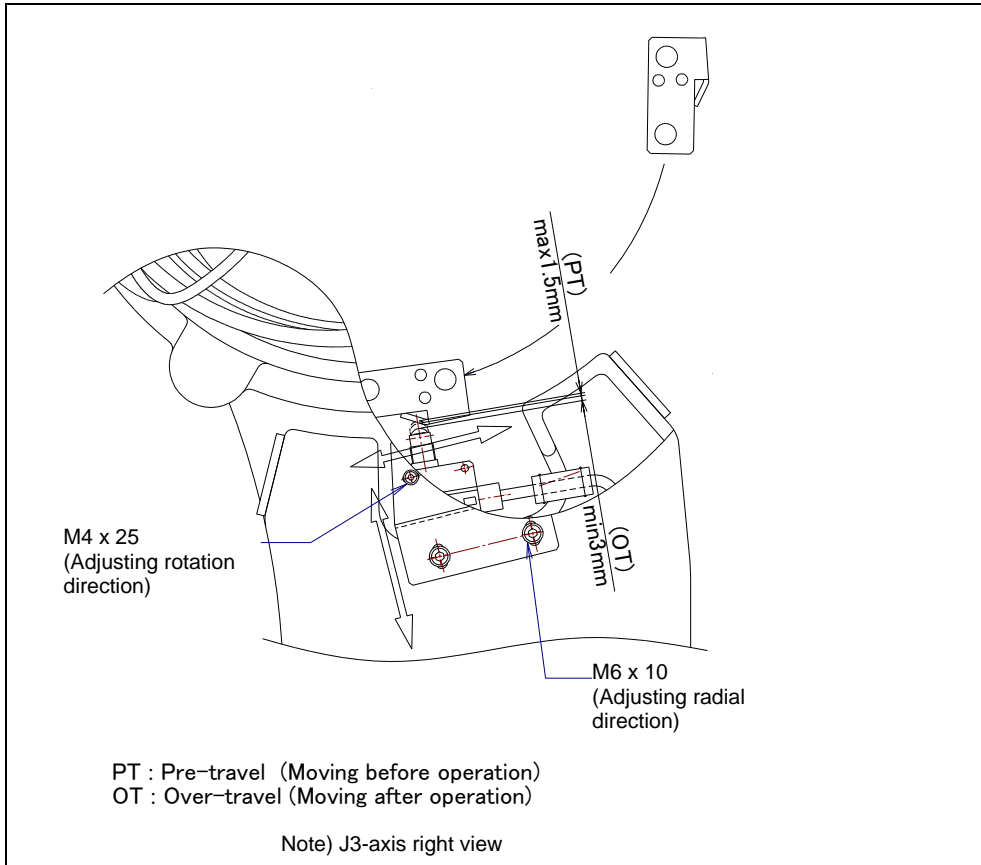 (PT)
max1.5mm
(OT)
min3mm
M4 x 25
(Adjusting rotation
direction)
M6 x 10
(Adjusting radial
direction)
PT : Pre-travel (Moving before operation)
OT : Over-travel (Moving after operation)
Note) J3-axis right view